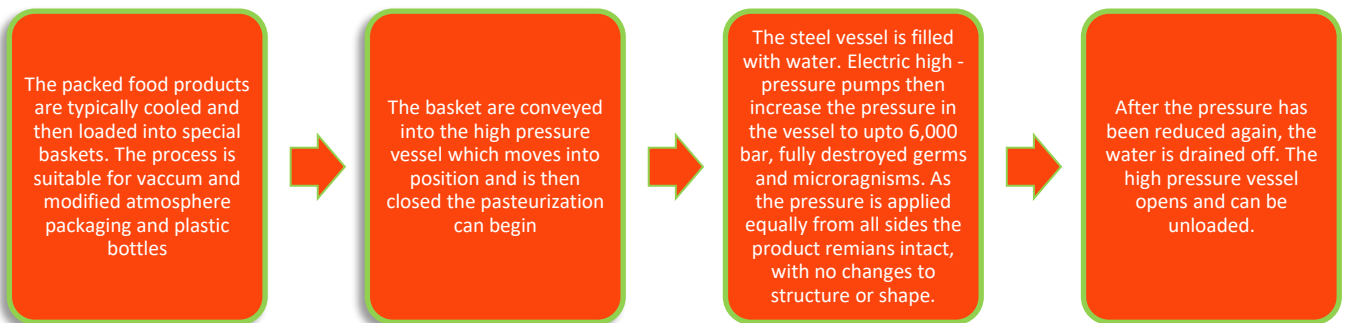 The packed food products
are typically cooled and
then loaded into special
baskets. The process is
suitable for vaccum and
modified atmosphere
packaging and plastic
bottles
The basket are conveyed
into the high pressure
vessel which moves into
position and is then
closed the pasteurization
can begin
The steel vessel is filled
with water. Electric high -
pressure pumps then
increase the pressure in
the vessel to upto 6,000
bar, fully destroyed germs
and microragnisms. As
the pressure is applied
equally from all sides the
product remians intact,
with no changes to
structure or shape.
After the pressure has
been reduced again, the
water is drained off. The
high pressure vessel
opens and can be
unloaded.